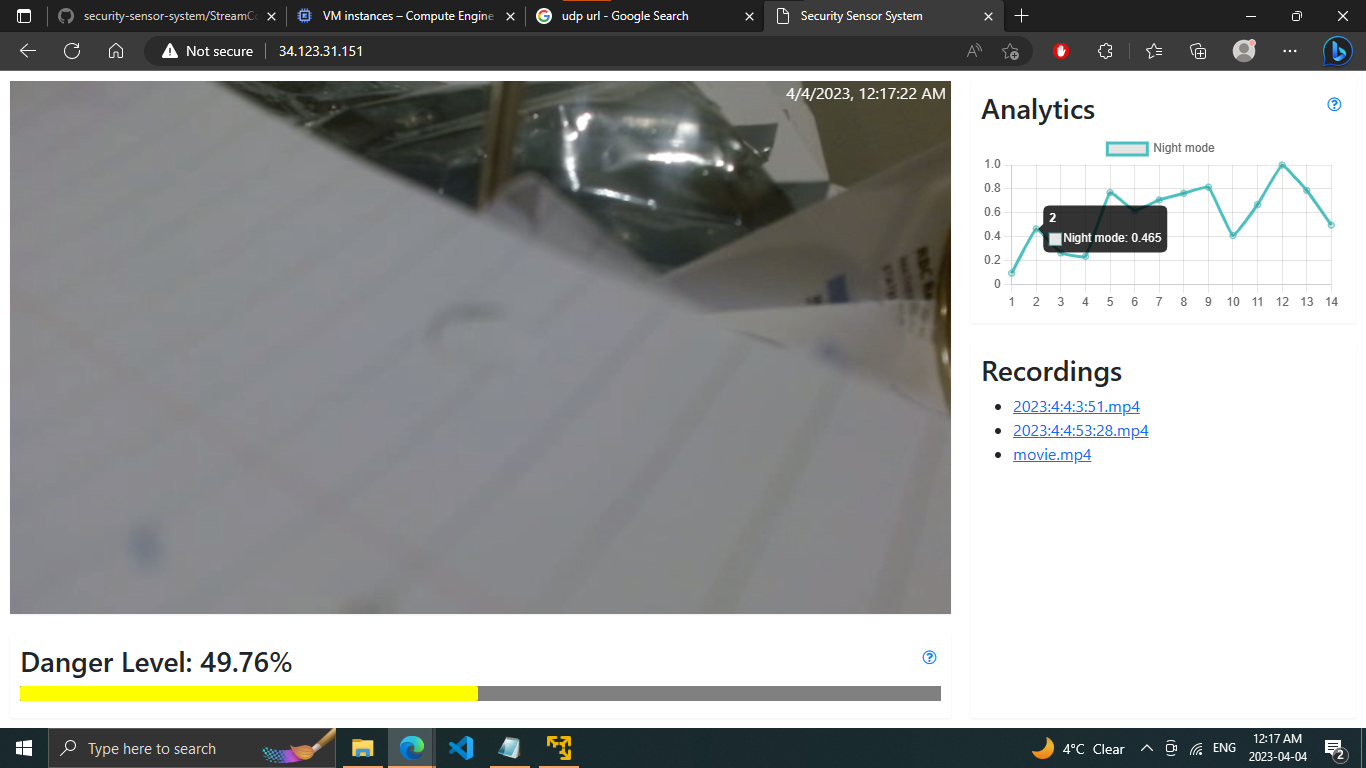 security-sensor-system/StreamCo
VM instances – Compute Engine
udp url - Google Search
Security Sensor System
Not secure
34.123.31.151
4/4/2023, 12:17:22 AM
Analytics
Night mode
1.0
0.8
0.6
0.4
0.2
0
2
Night mode: 0.465
1 2 3 4 5 6 7 8 9 10 11 12 13 14
Recordings
2023:4:4:3:51.mp4
2023:4:4:53:28.mp4
movie.mp4
Danger Level: 49.76%
Type here to search
4°C Clear
ENG
12:17 AM
2023-04-04
2